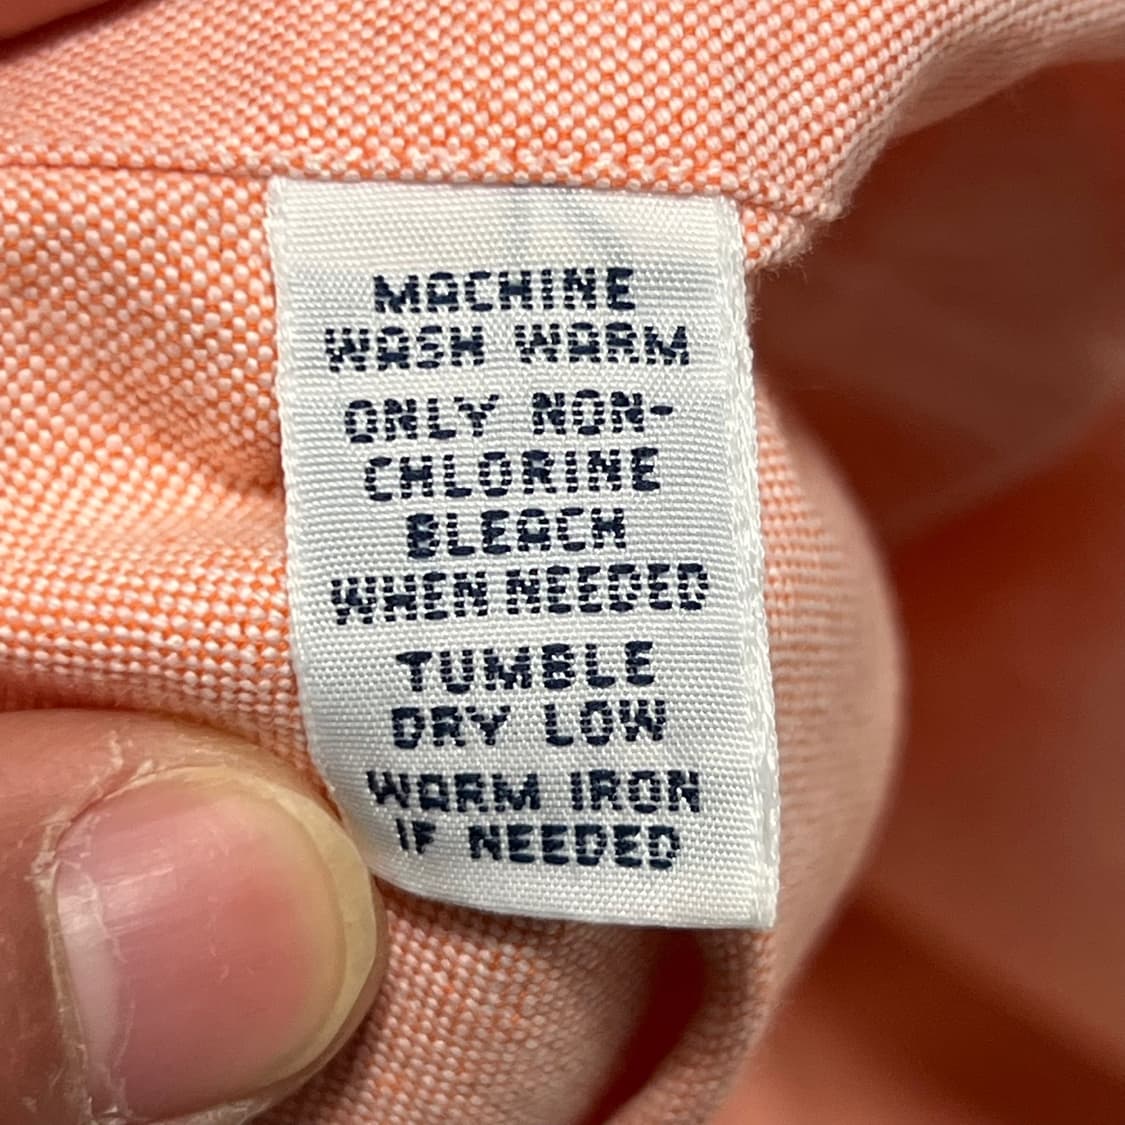 MACHINE
WASH WARM
ONLY NON-
CHLORINE
BLEACH
WHEN NEEDED
TUMBLE
DRY LOW
WARM IRON
IF NEEDED